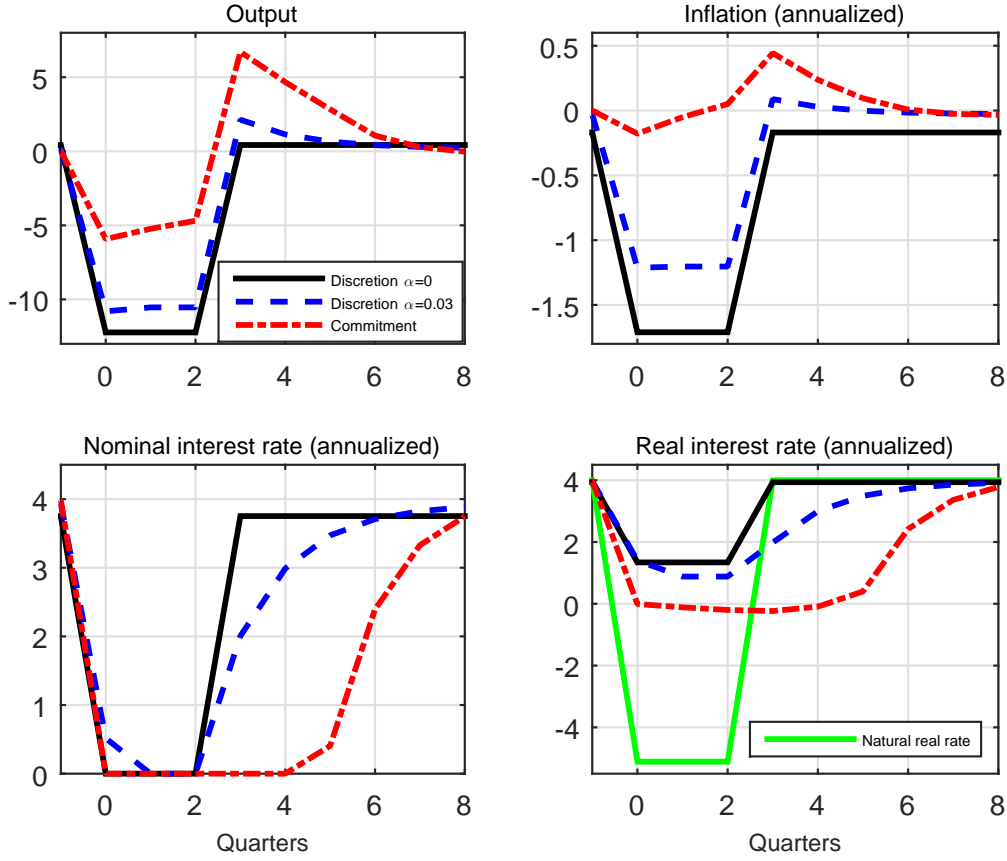 Output
5
0
-5
-10
0 2 4 6 8
Discretion α=0
Discretion α=0.03
Commitment
Inflation (annualized)
0.5
0
-0.5
-1
-1.5
0 2 4 6 8
Nominal interest rate (annualized)
4
3
2
1
0
0 2 4 6 8
Quarters
Real interest rate (annualized)
4
2
0
-2
-4
0 2 4 6 8
Natural real rate
Quarters